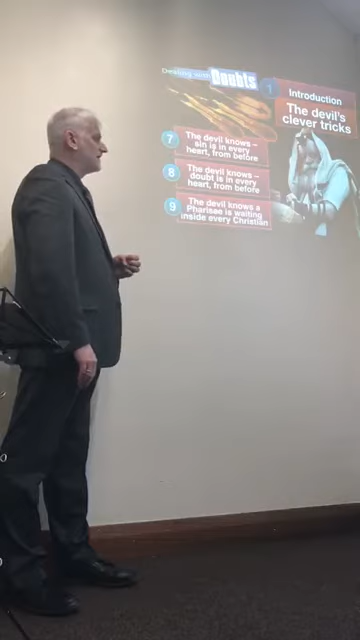 Dealing with Doubts
1 Introduction
The devil's
clever tricks
7 The devil knows –
sin is in every
heart, from before
8 The devil knows –
doubt is in every
heart, from before
9 The devil knows a
Pharisee is waiting
inside every Christian